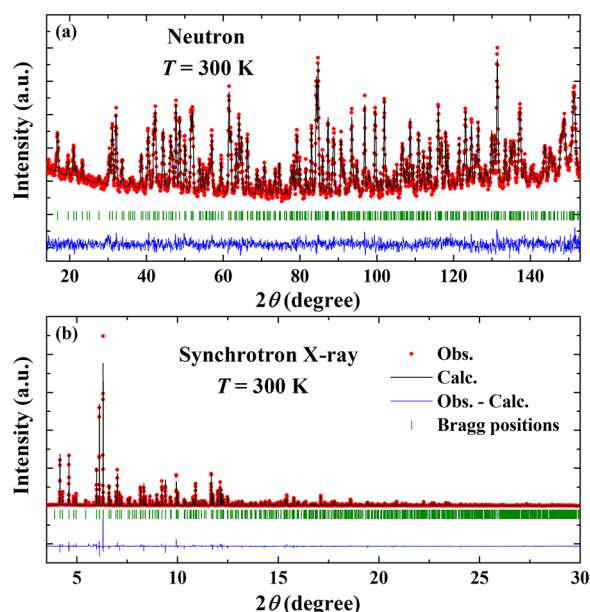 (a)
Neutron
T = 300 K
Intensity (a.u.)
20 40 60 80 100 120 140
2θ (degree)
(b)
Synchrotron X-ray
T = 300 K
Obs.
Calc.
Obs. - Calc.
Bragg positions
Intensity (a.u.)
5 10 15 20 25 30
2θ (degree)